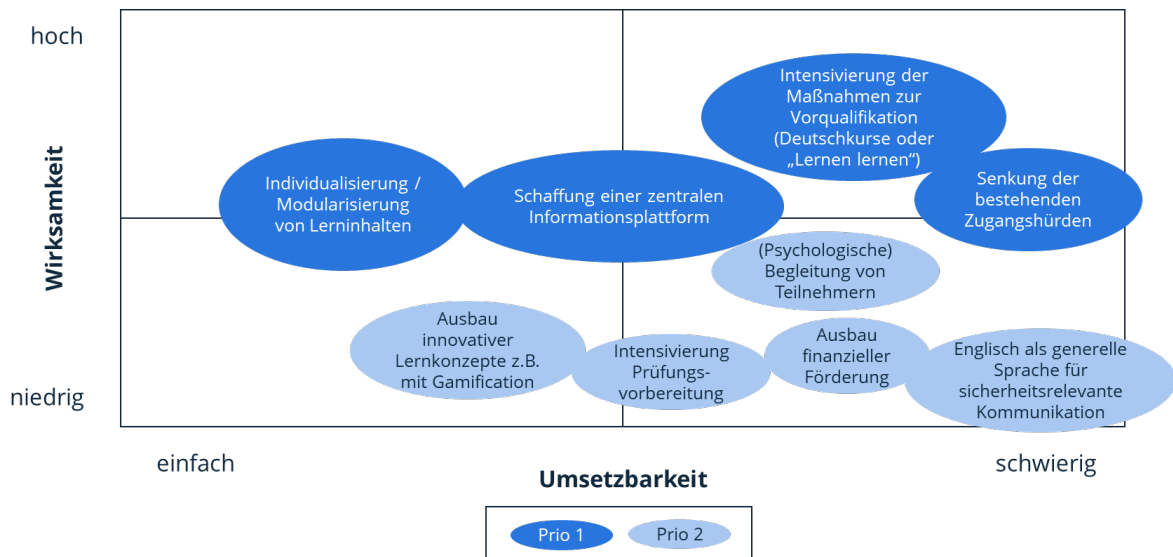 hoch
Wirksamkeit
niedrig
Intensivierung der
Maßnahmen zur
Vorqualifikation
(Deutschkurse oder
„Lernen lernen“)
Individualisierung /
Modularisierung
von Lerninhalten
Schaffung einer zentralen
Informationsplattform
Senkung der
bestehenden
Zugangshürden
(Psychologische)
Begleitung von
Teilnehmern
Ausbau
innovativer
Lernkonzepte z.B.
mit Gamification
Intensivierung
Prüfungs-
vorbereitung
Ausbau
finanzieller
Förderung
Englisch als generelle
Sprache für
sicherheitsrelevante
Kommunikation
einfach
schwierig
Umsetzbarkeit
Prio 1
Prio 2